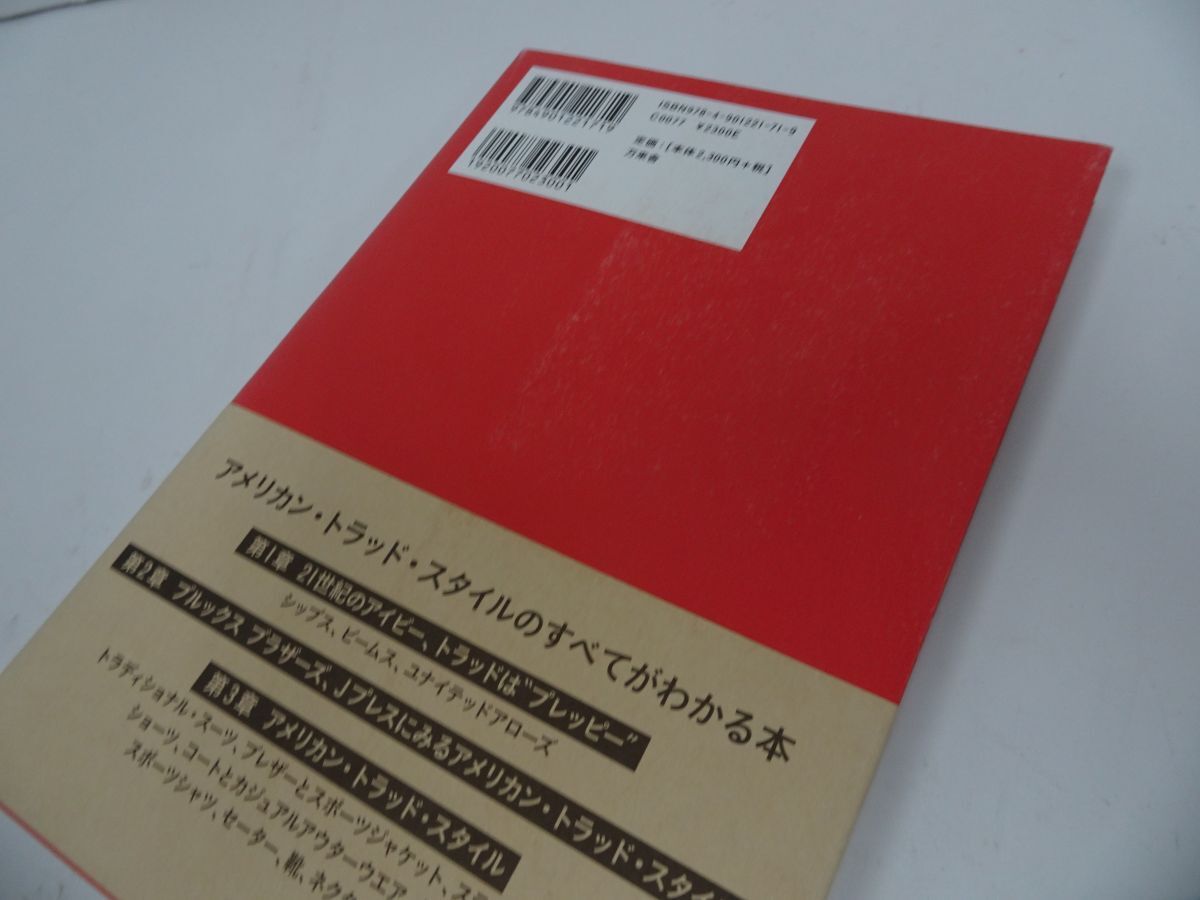 9784901221719
1920077023001
ISBN978-4-901221-71-9
C0077 ¥2300E
定価:[本体2,300円+税]
万来舎
アメリカン・トラッド・スタイルのすべてがわかる本
第1章 21世紀のアイビー、トラッドは“プレッピー”
シップス、ビームス、ユナイテッドアローズ
第2章 ブルックス ブラザーズ、Jプレスにみるアメリカン・トラッド・スタイ
第3章 アメリカン・トラッド・スタイル
トラディショナル・スーツ、ブレザーとスポーツジャケット、スラ
ショーツ、コートとカジュアルアウターウエア、
スポーツシャツ、セーター、靴、ネクタ